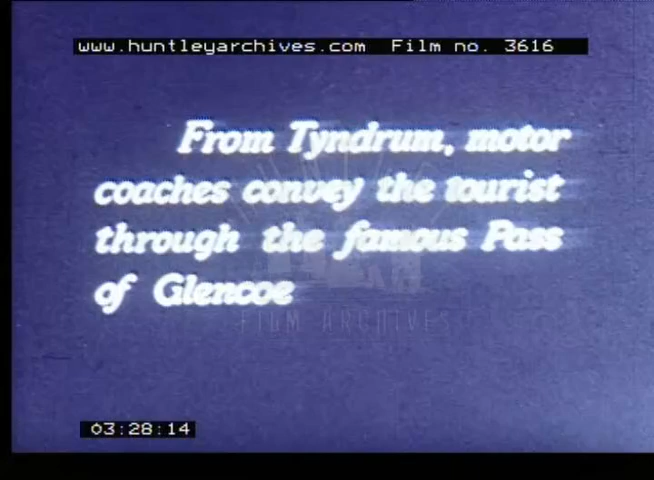 www.huntleyarchives.com Film no. 3616
From Tyndrum, motor
coaches convey the tourist
through the famous Pass
of Glencoe
FILM ARCHIVES
03:28:14